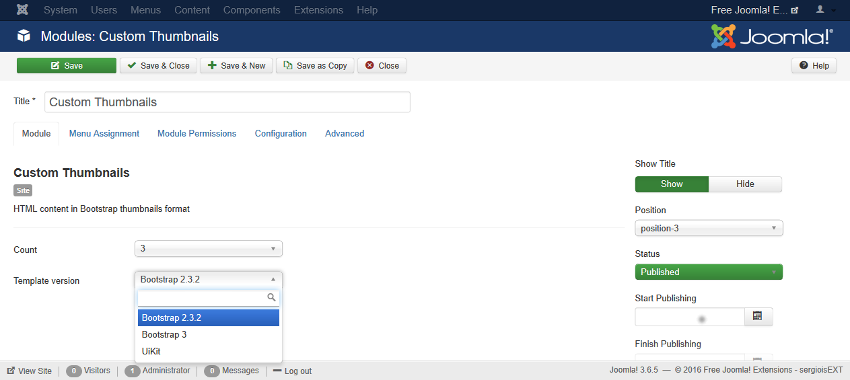 System Users Menus Content Components Extensions Help Free Joomla! E...
Modules: Custom Thumbnails Joomla!®
Save Save & Close Save & New Save as Copy Close Help
Title * Custom Thumbnails
Module Menu Assignment Module Permissions Configuration Advanced
Custom Thumbnails
Site
HTML content in Bootstrap thumbnails format
Count 3
Template version Bootstrap 2.3.2
Bootstrap 2.3.2
Bootstrap 3
UiKit
Show Title
Show Hide
Position
position-3
Status
Published
Start Publishing
Finish Publishing
View Site 0 Visitors 1 Administrator 0 Messages Log out Joomla! 3.6.5 — © 2016 Free Joomla! Extensions - sergioisEXT